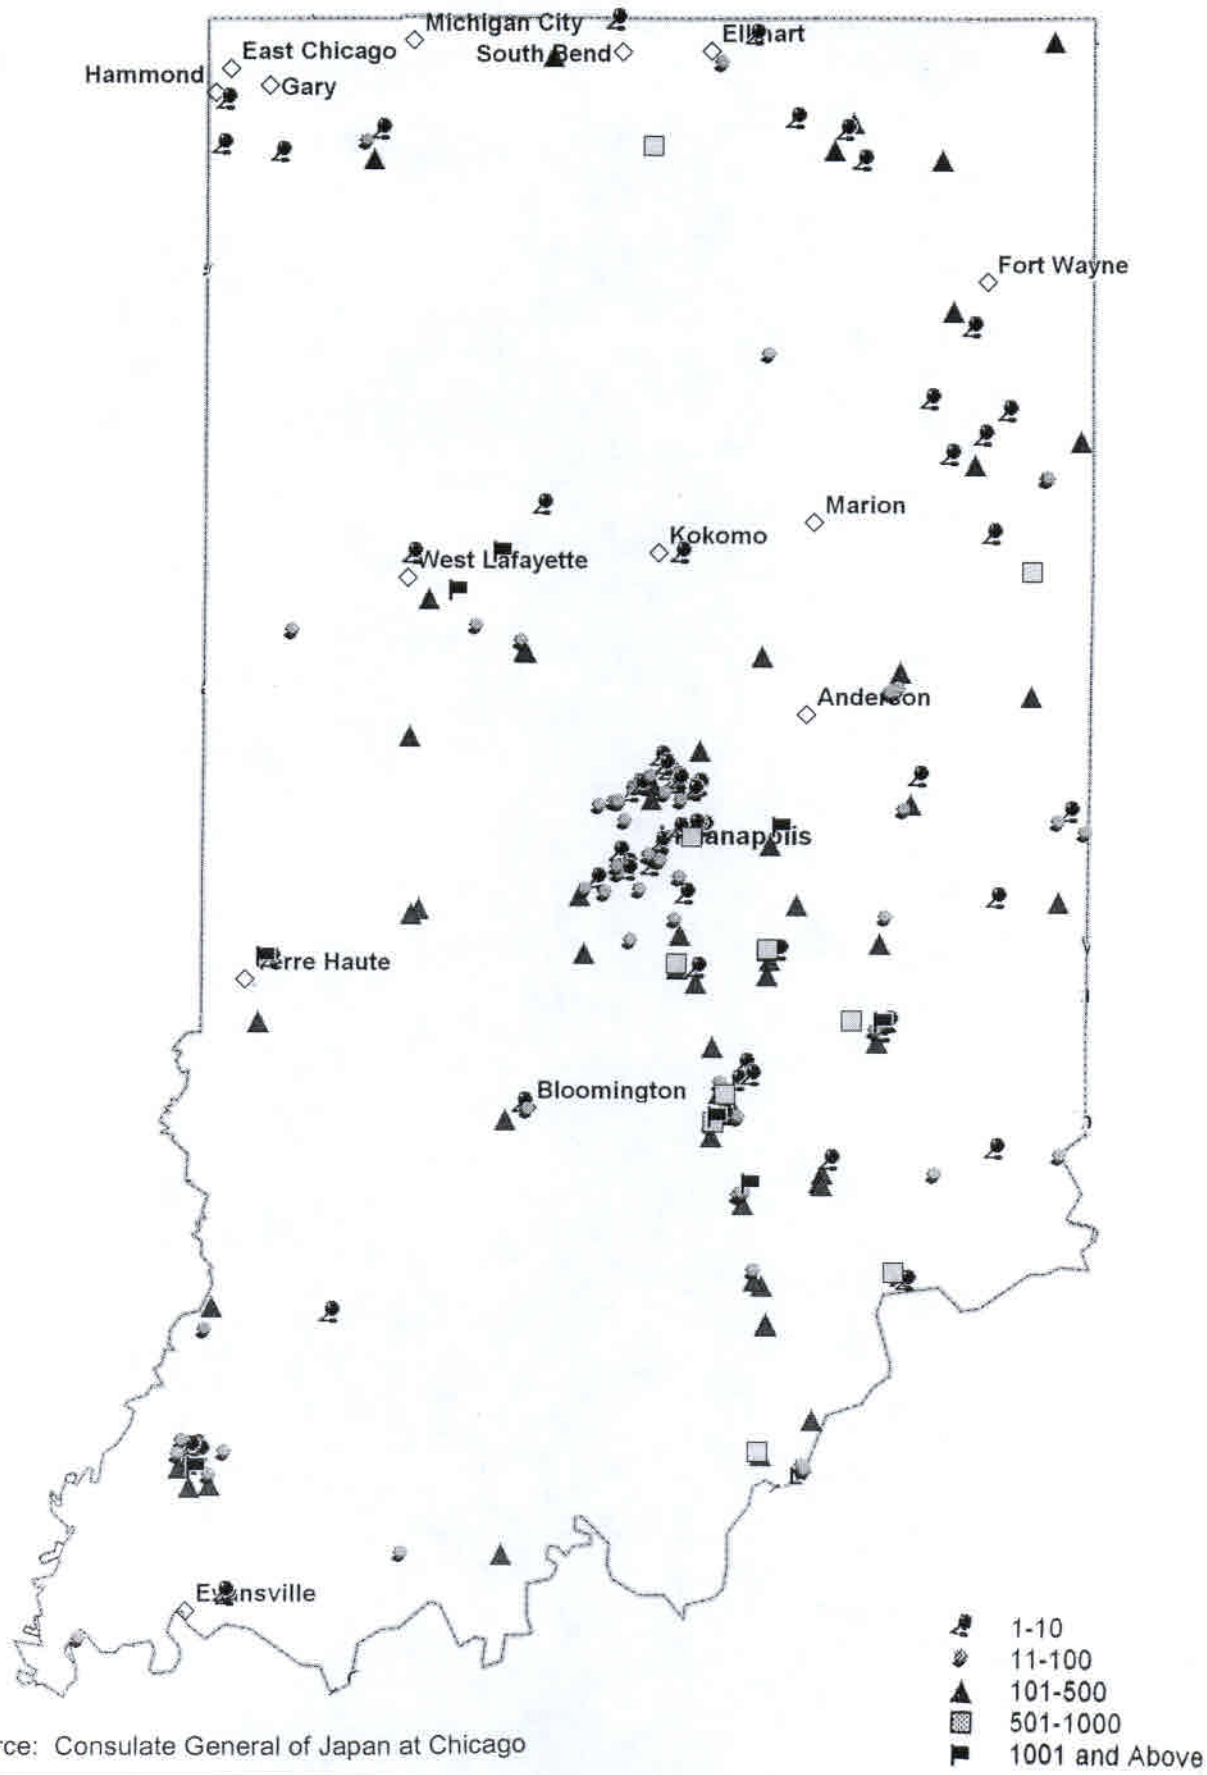 Michigan City
East Chicago
South Bend
Hammond
Gary
Fort Wayne
Marion
Kokomo
West Lafayette
Anderson
Bloomington
1-10
11-100
101-500
501-1000
1001 and Above
rce: Consulate General of Japan at Chicago